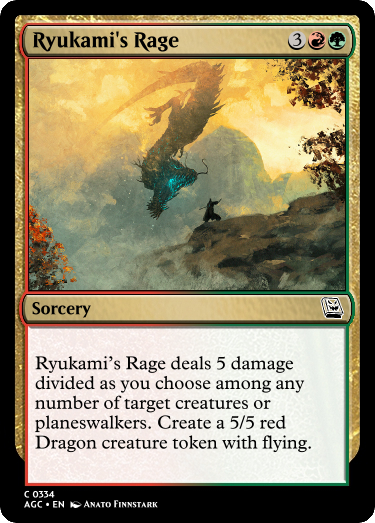 Ryukami's Rage 3
Sorcery
Ryukami's Rage deals 5 damage
divided as you choose among any
number of target creatures or
planeswalkers. Create a 5/5 red
Dragon creature token with flying.
C 0334
AGC • EN Anato Finnstark